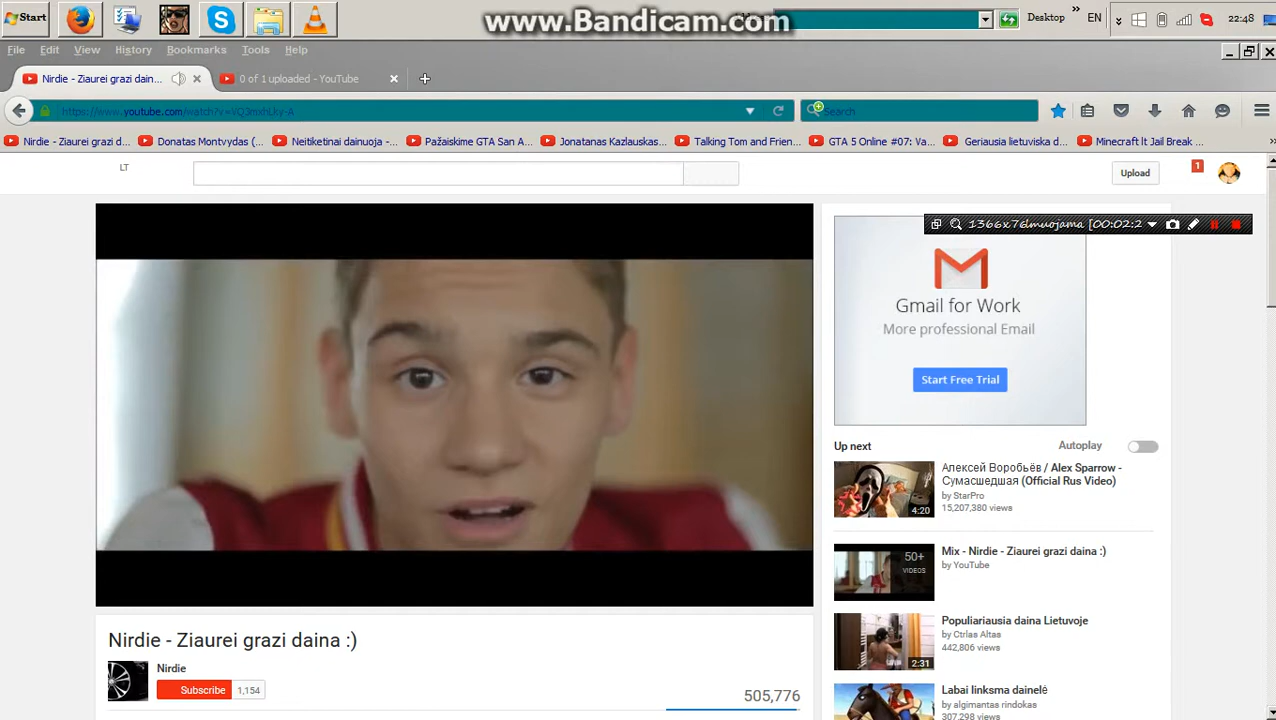 Start
www.Bandicam.com
Desktop
EN
22:48
File Edit View History Bookmarks Tools Help
Nirdie - Ziaurei grazi dain...
0 of 1 uploaded - YouTube
Search
Nirdie - Ziaurei grazi d...
Donatas Montvydas (...
Neitiketinai dainuoja -...
Pažaiskime GTA San A...
Jonatanas Kazlauskas...
Talking Tom and Frien...
GTA 5 Online #07: Va...
Geriausia lietuviska d...
Minecraft It Jail Break ...
LT
Upload
1
1366x76
[00:02:2
Gmail for Work
More professional Email
Start Free Trial
Up next
Autoplay
Алексей Воробьёв / Alex Sparrow -
Сумасшедшая (Official Rus Video)
by StarPro
15,207,380 views
4:20
50+
VIDEOS
Mix - Nirdie - Ziaurei grazi daina :)
by YouTube
Populiariausia daina Lietuvoje
by Ctrlas Altas
442,806 views
2:31
Labai linksma dainelė
by algimantas rindokas
307,298 views
Nirdie - Ziaurei grazi daina :)
Nirdie
Subscribe
1,154
505,776